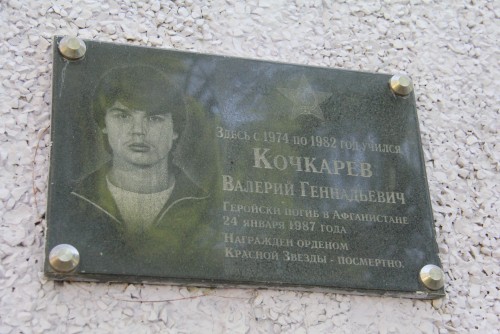 Здесь с 1974 по 1982 год учился
Кочкарев
Валерий Геннадьевич
Геройски погиб в Афганистане
24 января 1987 года
Награжден орденом
Красной Звезды - посмертно.